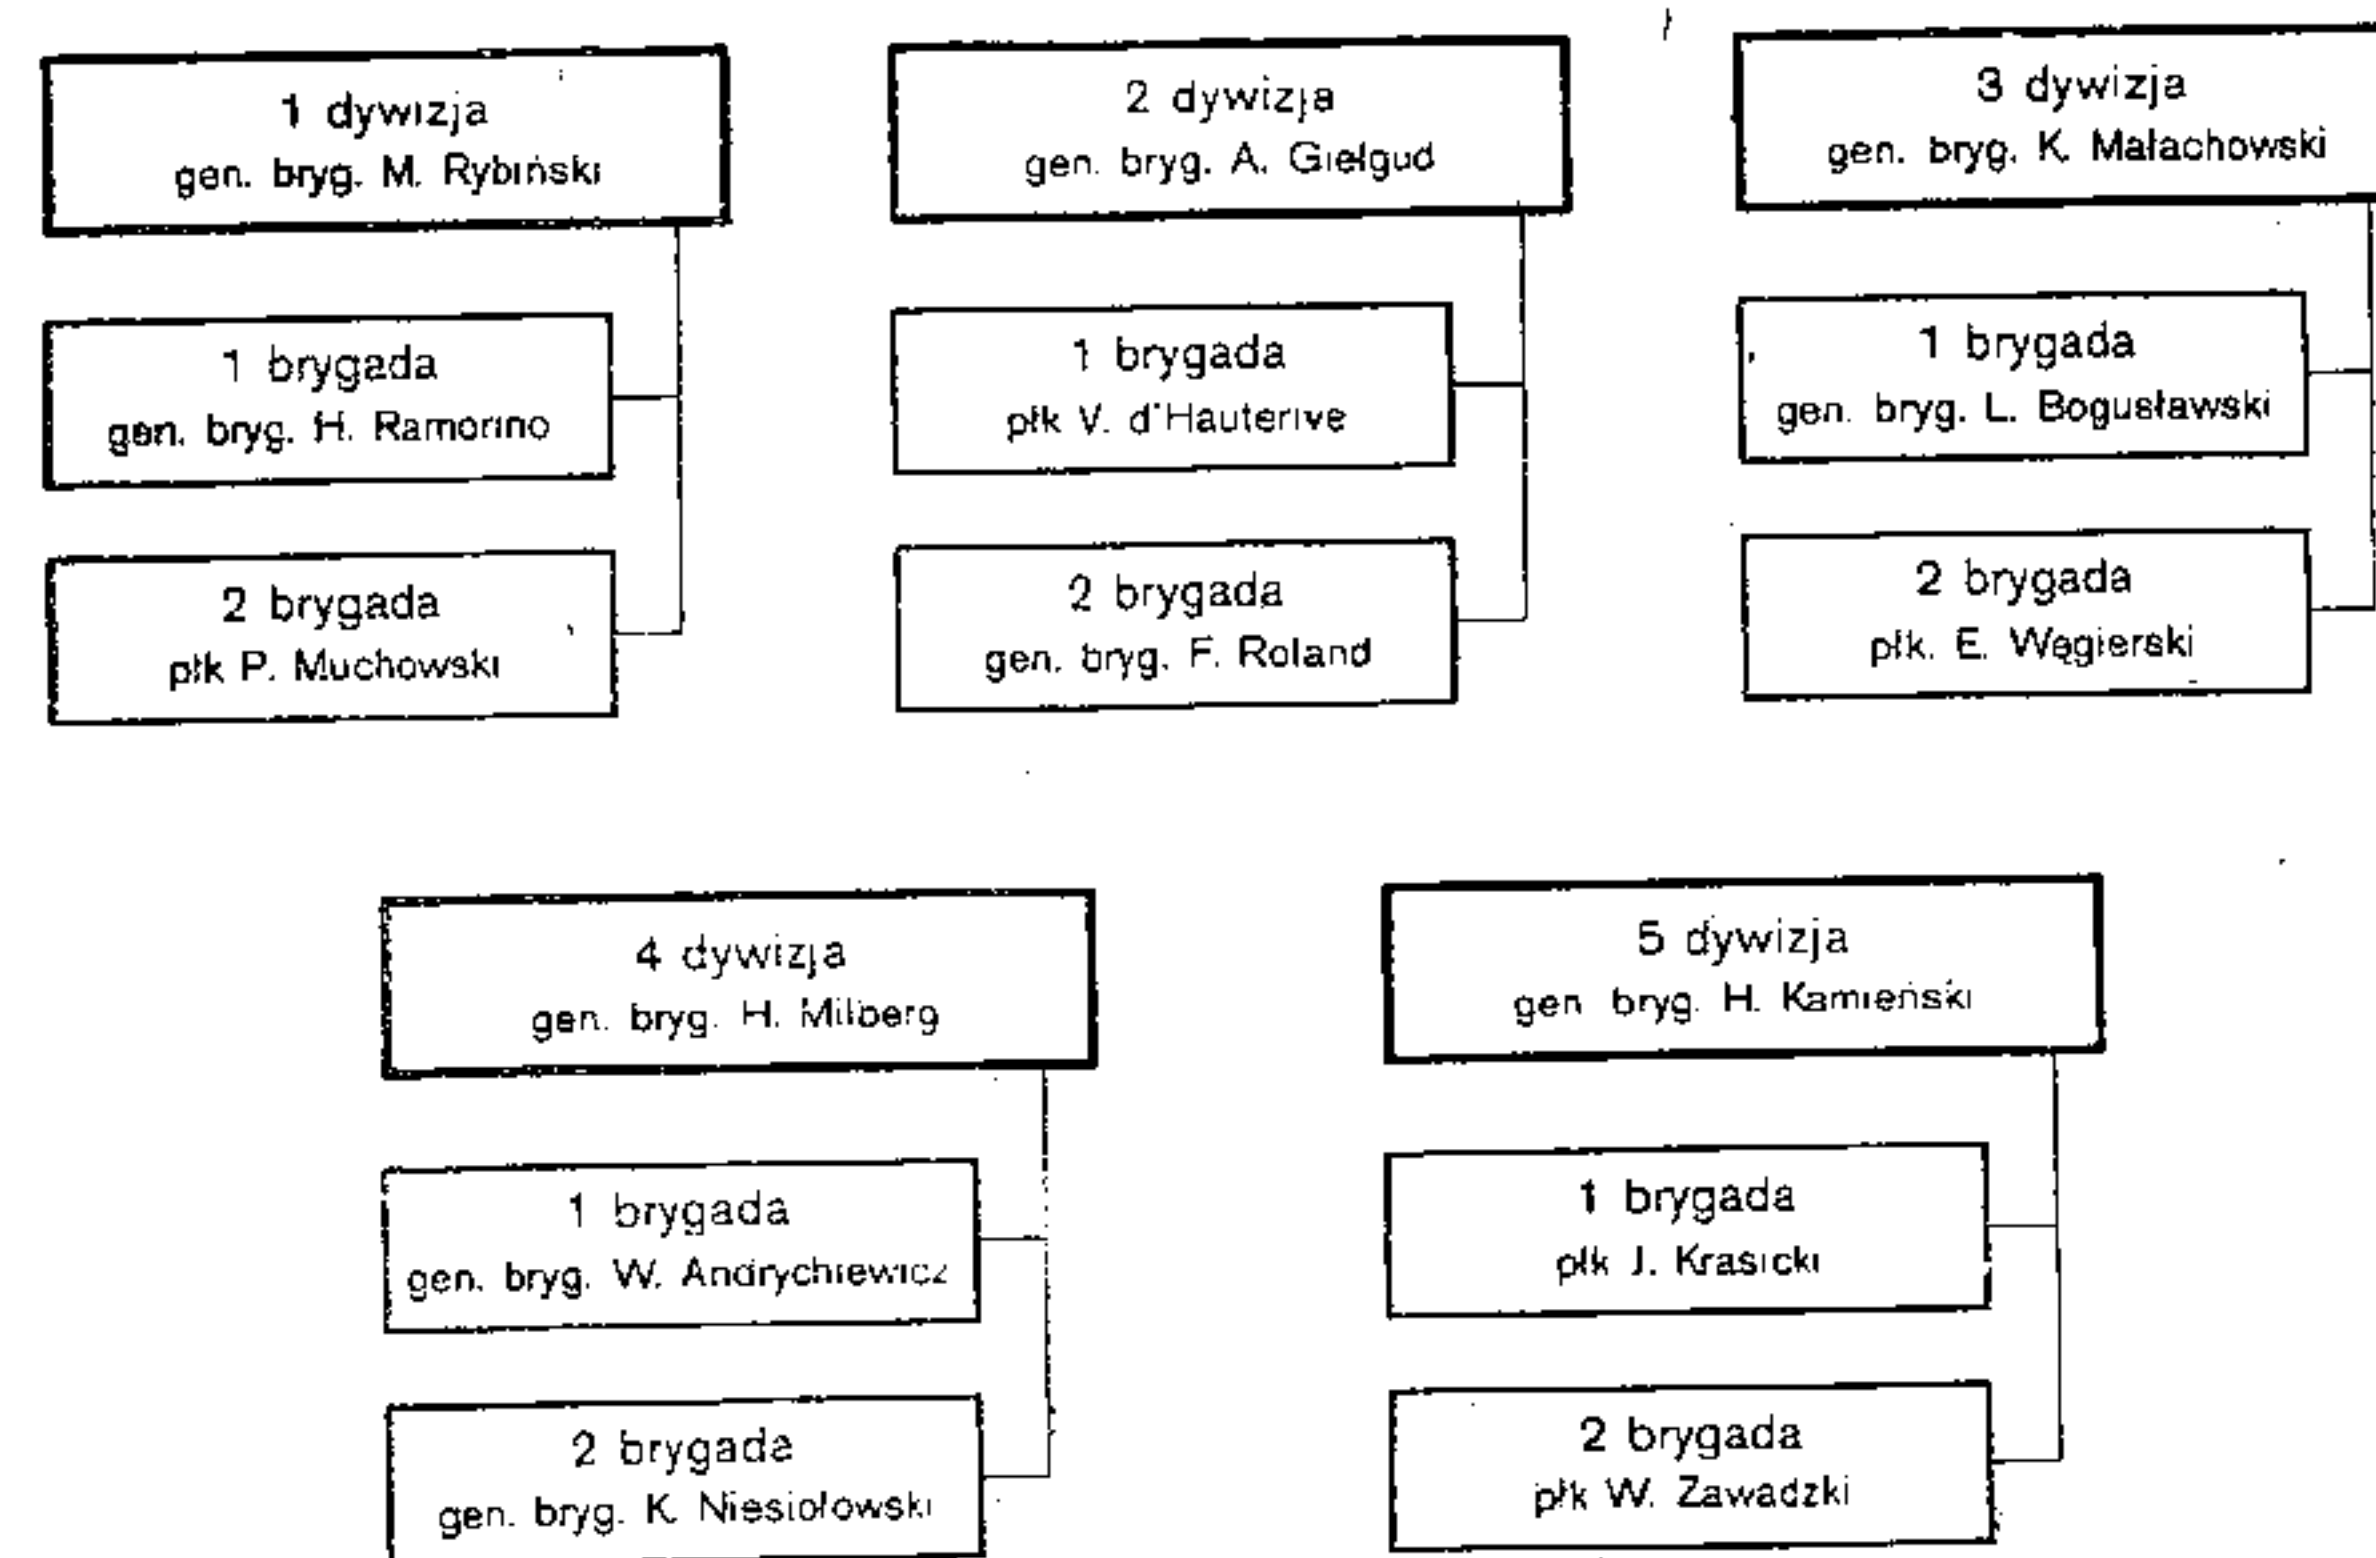 1 dywizja
gen. bryg. M. Rybiński
1 brygada
gen. bryg. H. Ramorino
2 brygada
płk P. Muchowski
2 dywizja
gen. bryg. A. Giełgud
1 brygada
płk V. d'Hauterive
2 brygada
gen. bryg. F. Roland
3 dywizja
gen. bryg. K. Małachowski
1 brygada
gen. bryg. L. Bogusławski
2 brygada
płk. E. Węgierski
4 dywizja
gen. bryg. H. Milberg
1 brygada
gen. bryg. W. Andrychiewicz
2 brygada
gen. bryg. K. Niesiołowski
5 dywizja
gen bryg. H. Kamieński
1 brygada
płk J. Krasicki
2 brygada
płk W. Zawadzki